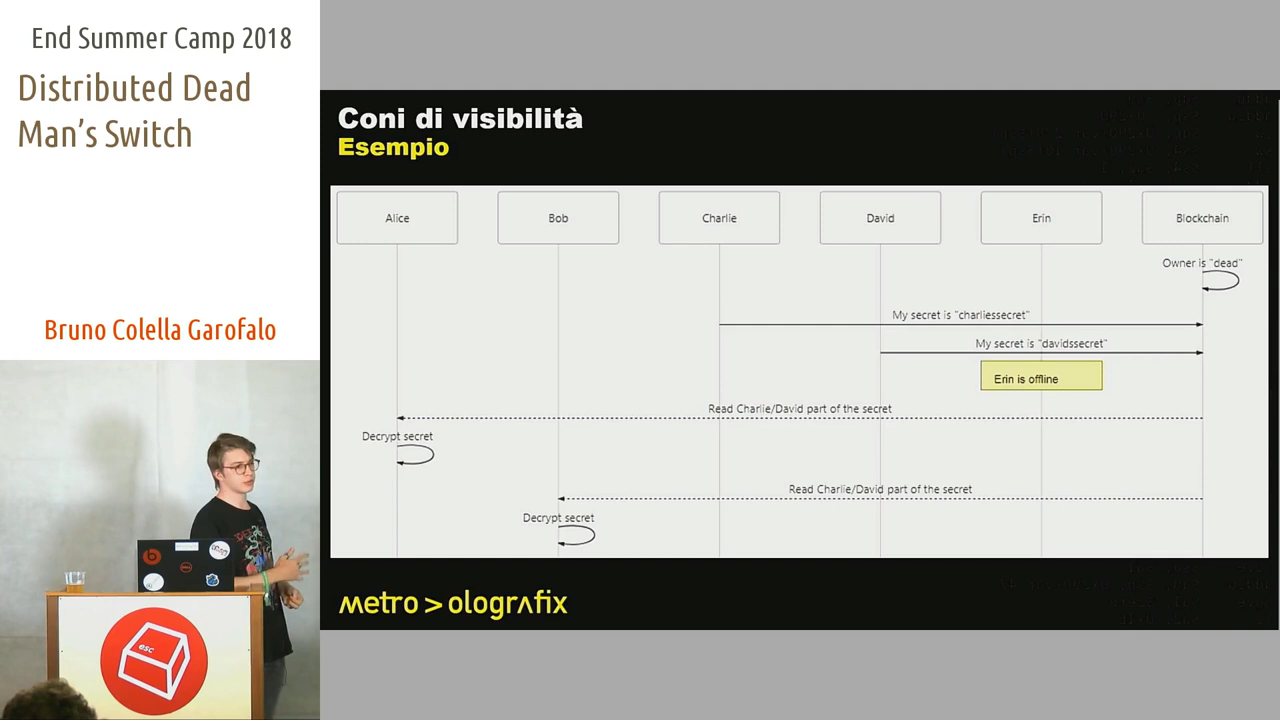 End Summer Camp 2018
Distributed Dead
Man's Switch
Bruno Colella Garofalo
esc
Coni di visibilità
Esempio
Alice
Bob
Charlie
David
Erin
Blockchain
Owner is "dead"
My secret is "charliessecret"
My secret is "davidssecret"
Erin is offline
Read Charlie/David part of the secret
Decrypt secret
Read Charlie/David part of the secret
Decrypt secret
metro > olografix